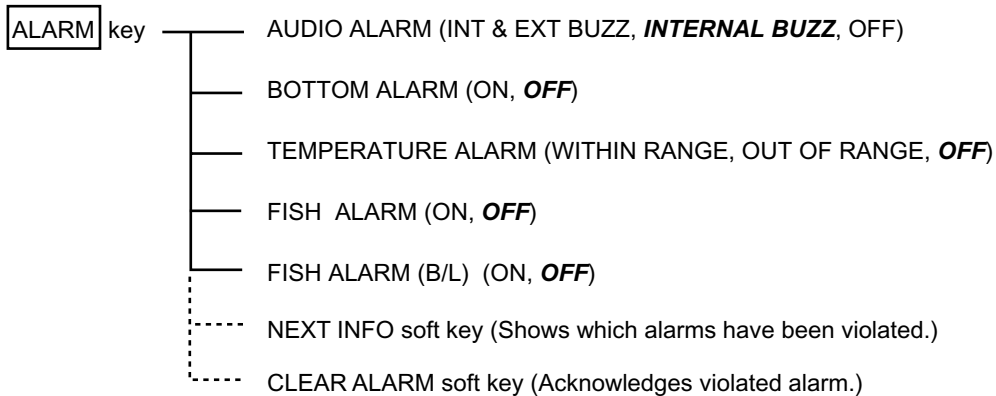 ALARM key AUDIO ALARM (INT & EXT BUZZ, INTERNAL BUZZ, OFF)
BOTTOM ALARM (ON, OFF)
TEMPERATURE ALARM (WITHIN RANGE, OUT OF RANGE, OFF)
FISH ALARM (ON, OFF)
FISH ALARM (B/L) (ON, OFF)
NEXT INFO soft key (Shows which alarms have been violated.)
CLEAR ALARM soft key (Acknowledges violated alarm.)